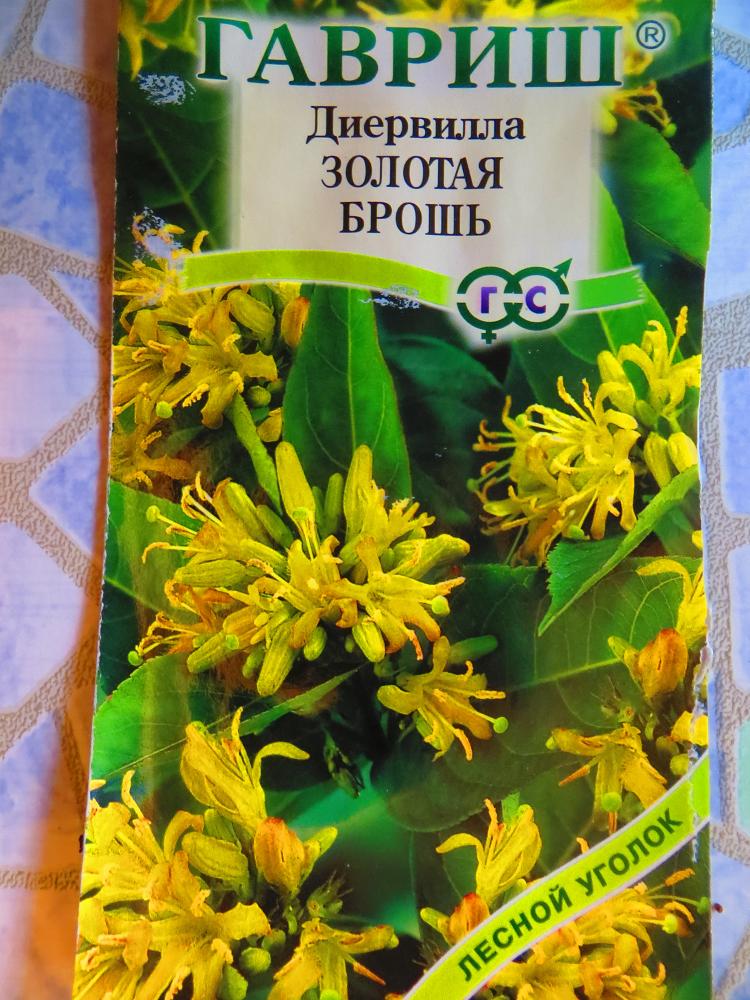 ГАВРИШ®
Диервилла
ЗОЛОТАЯ
БРОШЬ
ГС
ЛЕСНОЙ УГОЛОК